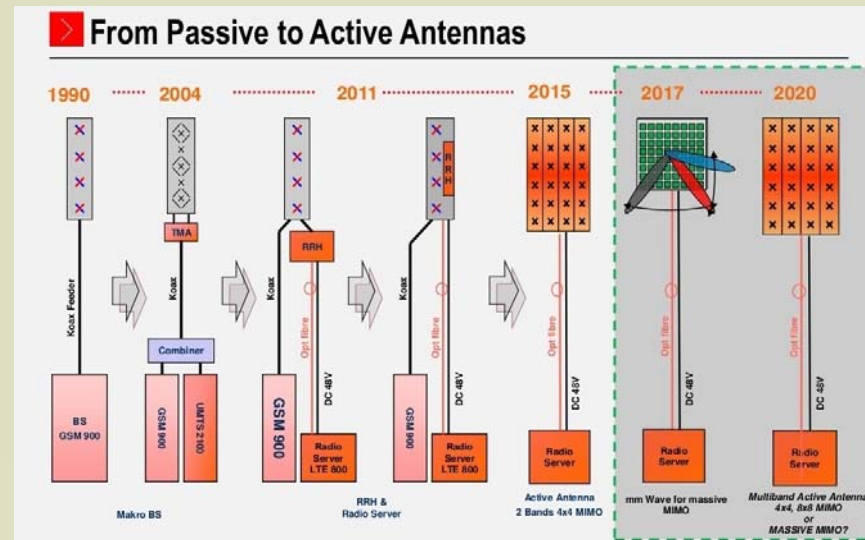 From Passive to Active Antennas
1990
2004
2011
2015
2017
2020
TMA
RRH
RRH
Koax Feeder
Koax
Koax
Opt fibre
DC 48V
Koax
Opt fibre
DC 48V
Opt fibre
DC 48V
Opt fibre
DC 48V
Opt fibre
DC 48V
Combiner
BS
GSM 900
GSM 900
UMTS 2100
GSM 900
Radio
Server
LTE 800
GSM 900
Radio
Server
LTE 800
Radio
Server
Radio
Server
Radio
Server
Makro BS
RRH &
Radio Server
Active Antenna
2 Bands 4x4 MIMO
mm Wave for massive
MIMO
Multiband Active Antenna
4x4, 8x8 MIMO
or
MASSIVE MIMO?